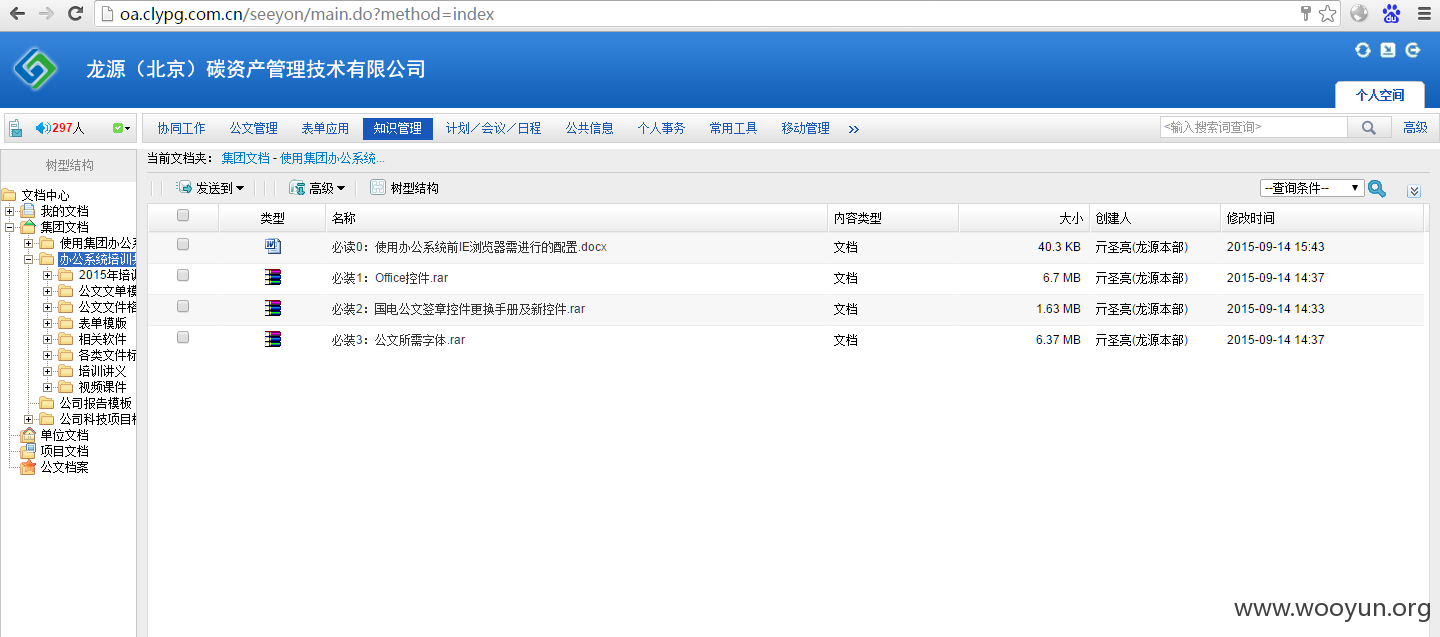 oa.clypg.com.cn/seeyon/main.do?method=index
龙源（北京）碳资产管理技术有限公司
个人空间
297人
协同工作 公文管理 表单应用 知识管理 计划／会议／日程 公共信息 个人事务 常用工具 移动管理 »
<输入搜索词查询> 高级
树型结构
当前文档夹： 集团文档 - 使用集团办公系统...
发送到 高级 树型结构
--查询条件--
文档中心
我的文档
集团文档
使用集团办公
办公系统培训
2015年培训
公文文单模
公文文件格
表单模版
相关软件
各类文件标
培训讲义
视频课件
公司报告模板
公司科技项目
单位文档
项目文档
公文档案
类型 名称 内容类型 大小 创建人 修改时间
必读0：使用办公系统前IE浏览器需进行的配置.docx 文档 40.3 KB 亓圣亮(龙源本部) 2015-09-14 15:43
必装1：Office控件.rar 文档 6.7 MB 亓圣亮(龙源本部) 2015-09-14 14:37
必装2：国电公文签章控件更换手册及新控件.rar 文档 1.63 MB 亓圣亮(龙源本部) 2015-09-14 14:33
必装3：公文所需字体.rar 文档 6.37 MB 亓圣亮(龙源本部) 2015-09-14 14:37
www.wooyun.org